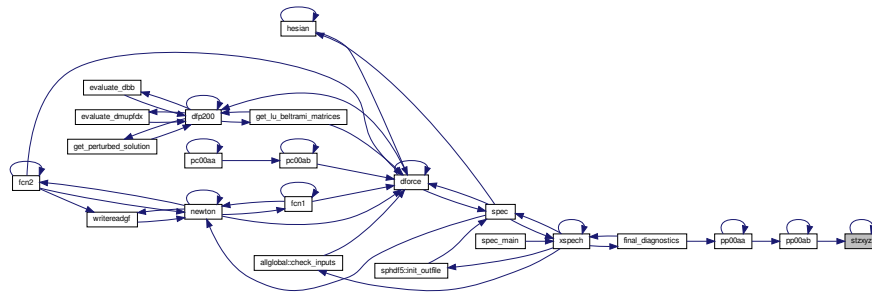 hesian
evaluate_dbb
evaluate_dmupfdx
dfp200
get_lu_beltrami_matrices
get_perturbed_solution
pc00aa
pc00ab
dforce
fcn2
fcn1
newton
writereadgf
spec
spec_main
xspech
final_diagnostics
pp00aa
pp00ab
stzxyz
allglobal::check_inputs
sphdf5::init_outfile